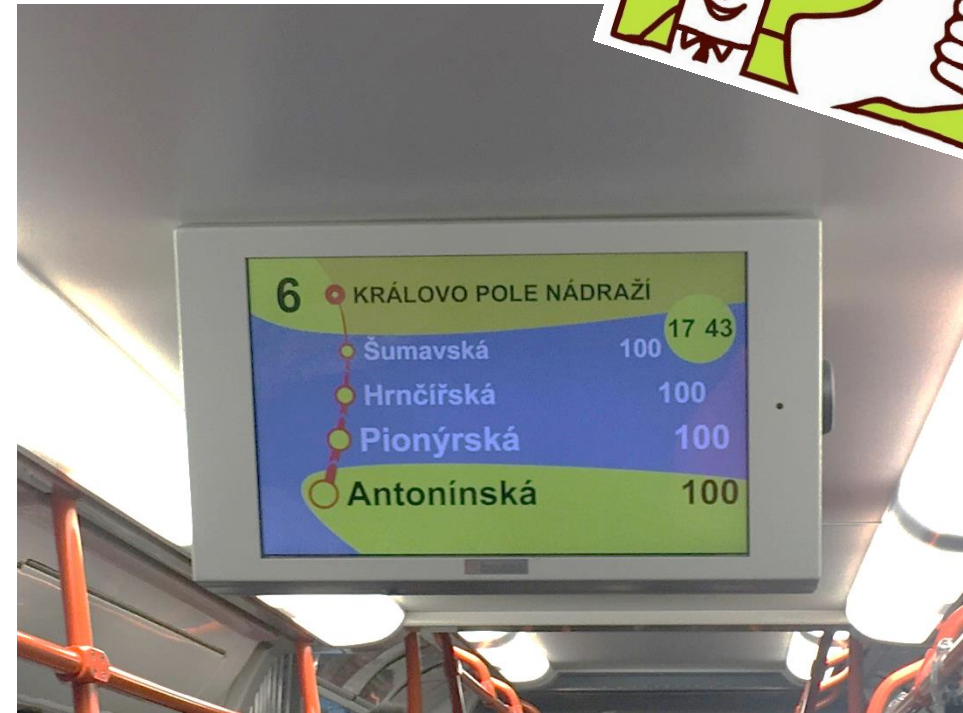 6 KRÁLOVO POLE NÁDRAŽÍ
17 43
Šumavská 100
Hrnčířská 100
Pionýrská 100
Antonínská 100